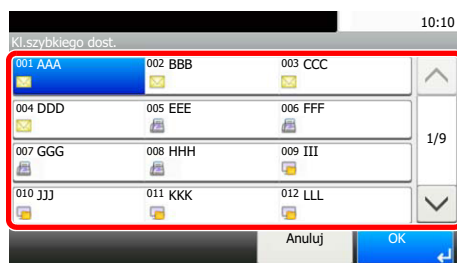 10:10
Kl.szybkiego dost.
001 AAA 002 BBB 003 CCC
004 DDD 005 EEE 006 FFF
1/9
007 GGG 008 HHH 009 III
010 JJJ 011 KKK 012 LLL
Anuluj OK